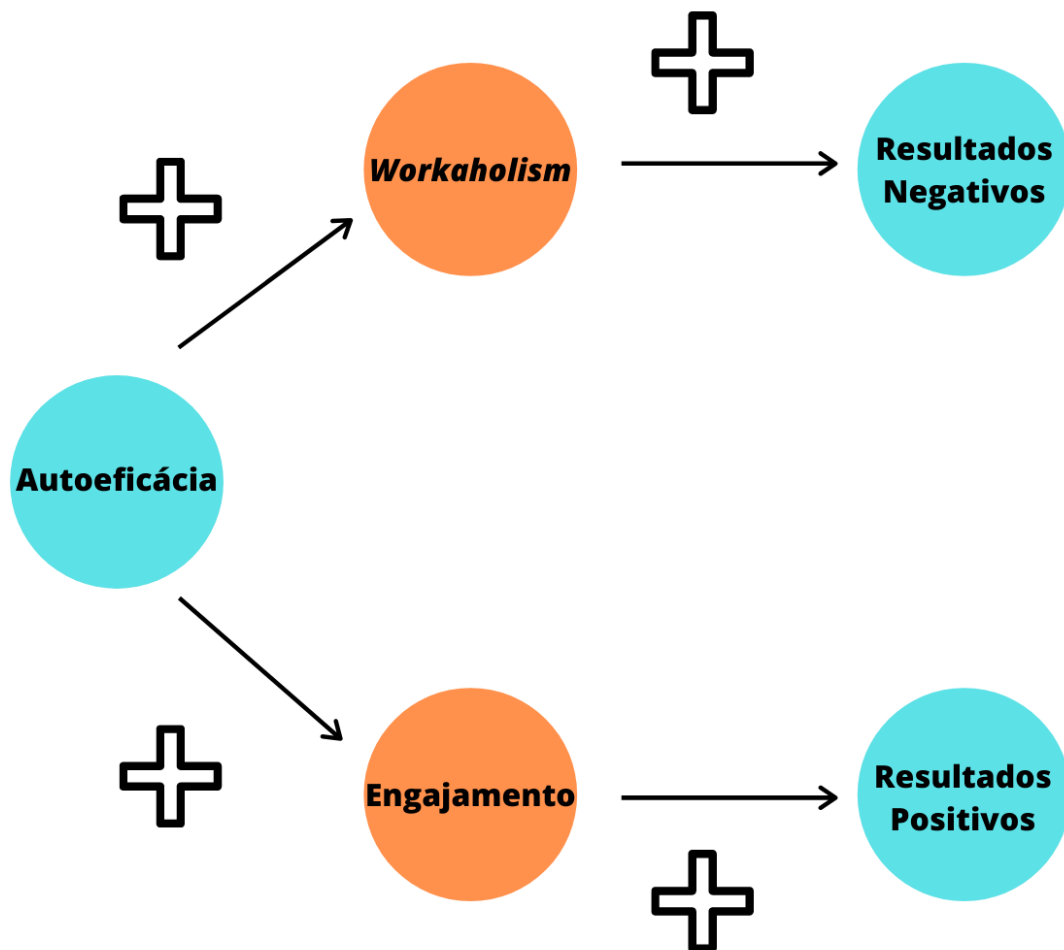 Workaholism
Resultados
Negativos
Autoeficácia
Engajamento
Resultados
Positivos